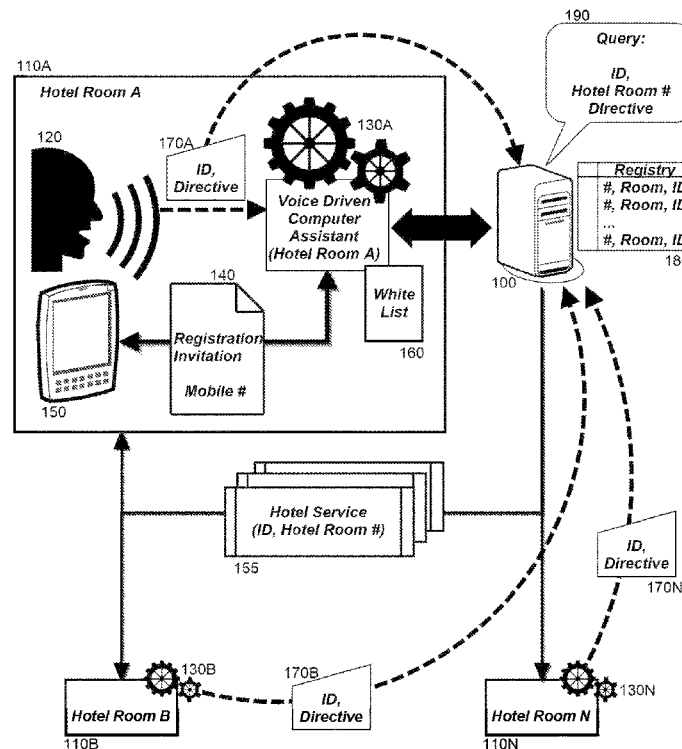 190
Query:
ID,
Hotel Room #
Directive
110A
Hotel Room A
120
170A
ID,
Directive
130A
Voice Driven
Computer
Assistant
(Hotel Room A)
Registry
#, Room, ID
#, Room, ID
...
#, Room, ID
18
100
140
White
List
160
Registration
Invitation
Mobile #
150
Hotel Service
(ID, Hotel Room #)
155
ID,
Directive
170N
130B
170B
ID,
Directive
Hotel Room B
110B
130N
Hotel Room N
110N